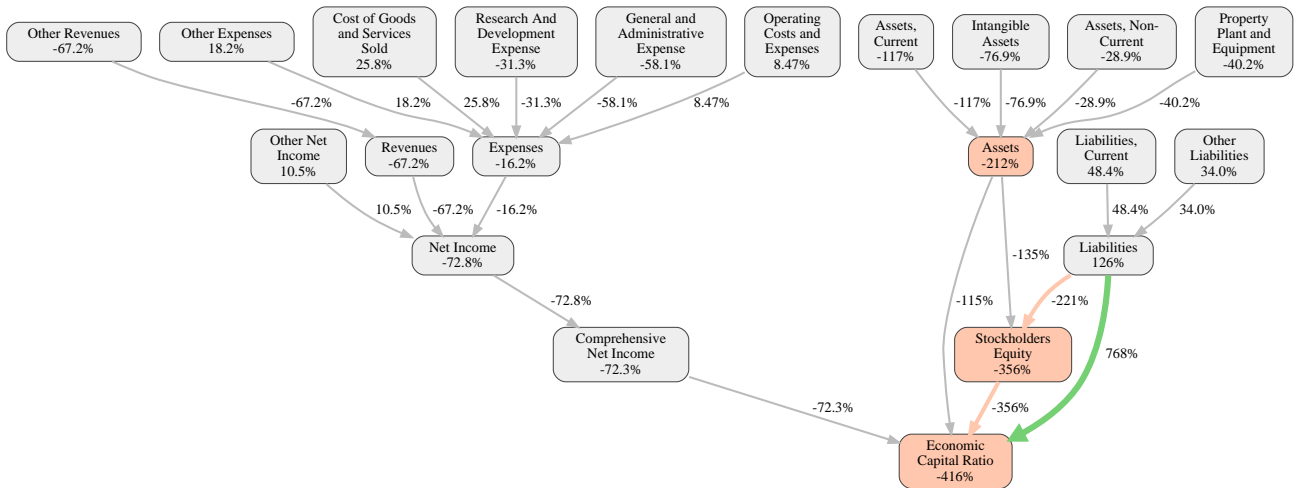 Other Revenues
-67.2%
Other Expenses
18.2%
Cost of Goods
and Services
Sold
25.8%
Research And
Development
Expense
-31.3%
General and
Administrative
Expense
-58.1%
Operating
Costs and
Expenses
8.47%
Assets,
Current
-117%
Intangible
Assets
-76.9%
Assets, Non-
Current
-28.9%
Property
Plant and
Equipment
-40.2%
-67.2%
18.2%
25.8%
-31.3%
-58.1%
8.47%
-117%
-76.9%
-28.9%
-40.2%
Other Net
Income
10.5%
Revenues
-67.2%
Expenses
-16.2%
Assets
-212%
Liabilities,
Current
48.4%
Other
Liabilities
34.0%
10.5%
-67.2%
-16.2%
48.4%
34.0%
Net Income
-72.8%
-135%
Liabilities
126%
-72.8%
-115%
-221%
Comprehensive
Net Income
-72.3%
Stockholders
Equity
-356%
768%
-72.3%
-356%
Economic
Capital Ratio
-416%